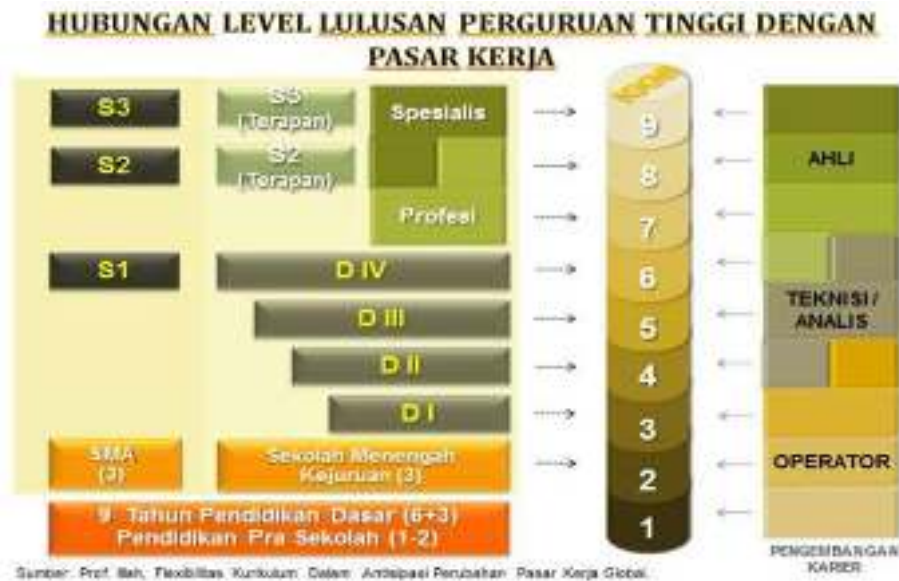 HUBUNGAN LEVEL LULUSAN PERGURUAN TINGGI DENGAN
PASAR KERJA
S3
S3
(Terapan)
Spesialis
9
S2
S2
(Terapan)
8
AHLI
Profesi
7
S1
D IV
6
D III
5
TEKNISI /
ANALIS
D II
4
D I
3
SMA
(3)
Sekolah Menengah
Kejuruan (3)
2
OPERATOR
9 Tahun Pendidikan Dasar (6+3)
Pendidikan Pra Sekolah (1-2)
1
PENGEMBANGAN
KARIER
Sumber: Prof. Fleksibilitas Kurikulum Dalam Antisipasi Perubahan Pasar Kerja Global.